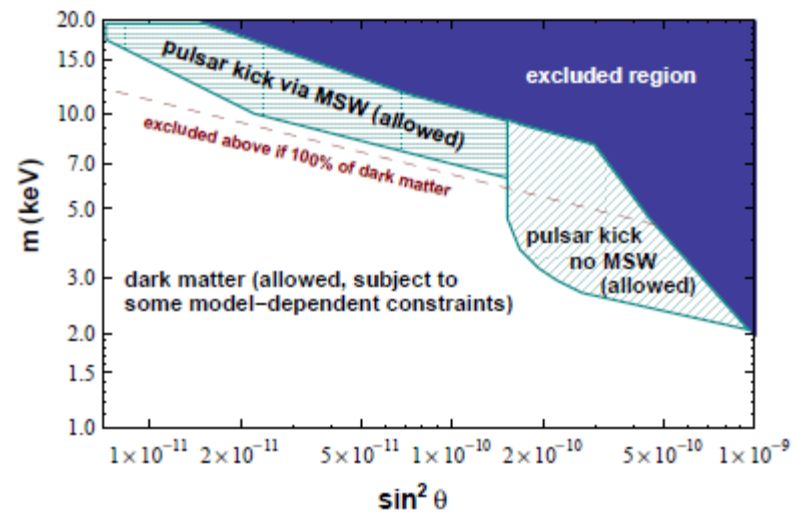 20.0
15.0
10.0
7.0
5.0
3.0
2.0
1.5
1.0
m (keV)
pulsar kick via MSW (allowed)
excluded region
excluded above if 100% of dark matter
pulsar kick
no MSW
(allowed)
dark matter (allowed, subject to
some model−dependent constraints)
1×10⁻¹¹ 2×10⁻¹¹ 5×10⁻¹¹ 1×10⁻¹⁰ 2×10⁻¹⁰ 5×10⁻¹⁰ 1×10⁻⁹
sin² θ